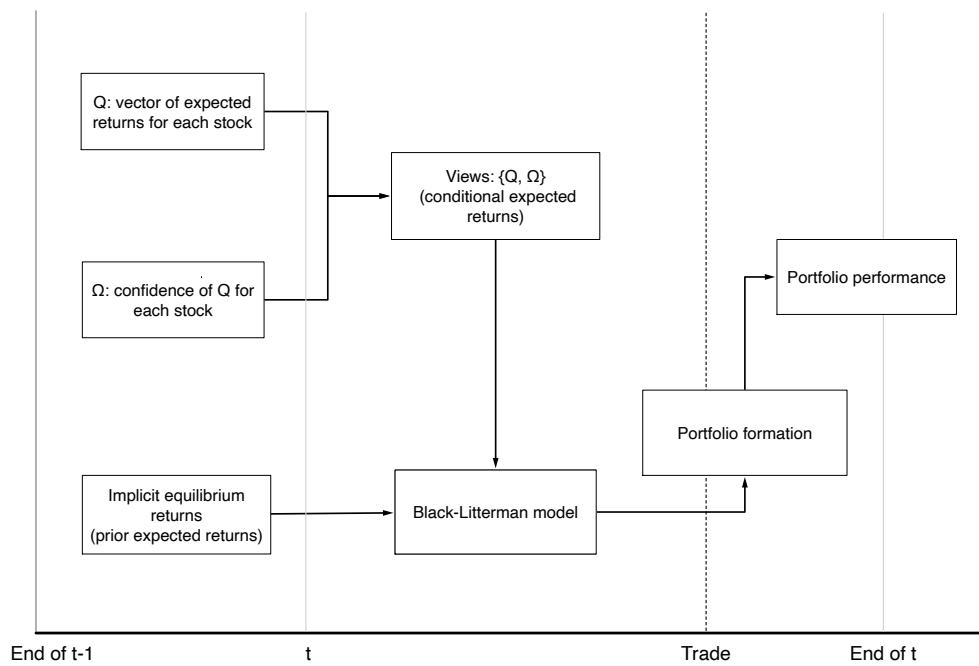 Q: vector of expected
returns for each stock
Views: {Q, Ω}
(conditional expected
returns)
Ω: confidence of Q for
each stock
Portfolio performance
Portfolio formation
Implicit equilibrium
returns
(prior expected returns)
Black-Litterman model
End of t-1
t
Trade
End of t